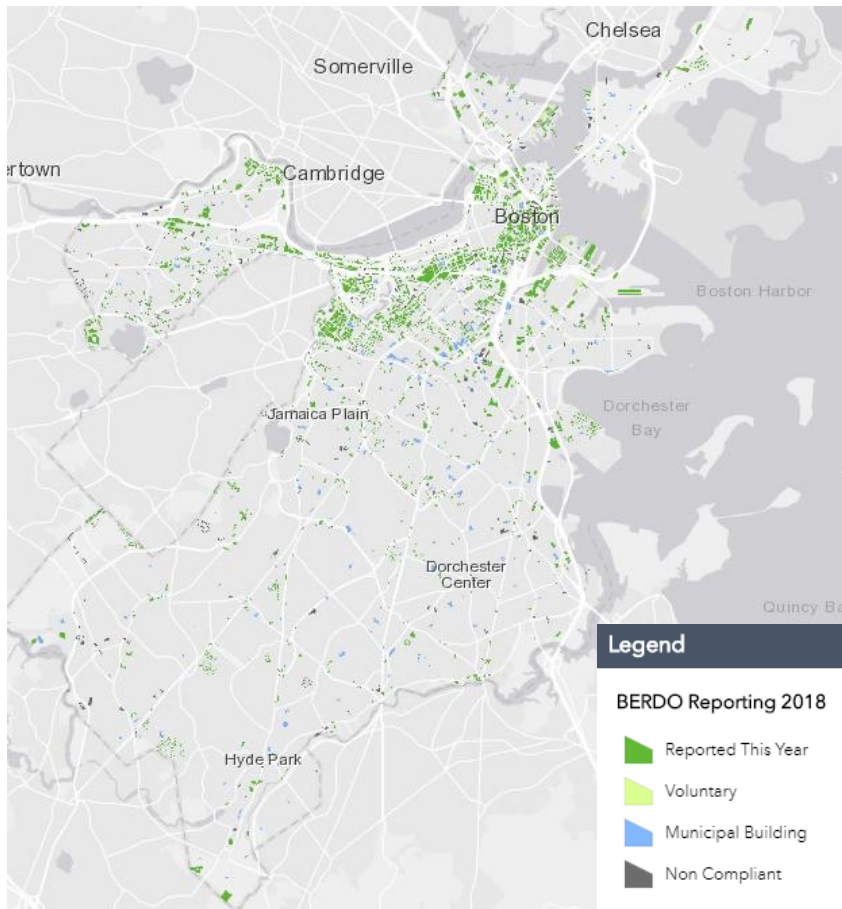 Chelsea
Somerville
ertown
Cambridge
Boston
Boston Harbor
Jamaica Plain
Dorchester
Bay
Dorchester
Center
Quincy Ba
Legend
BERDO Reporting 2018
Reported This Year
Voluntary
Municipal Building
Non Compliant
Hyde Park